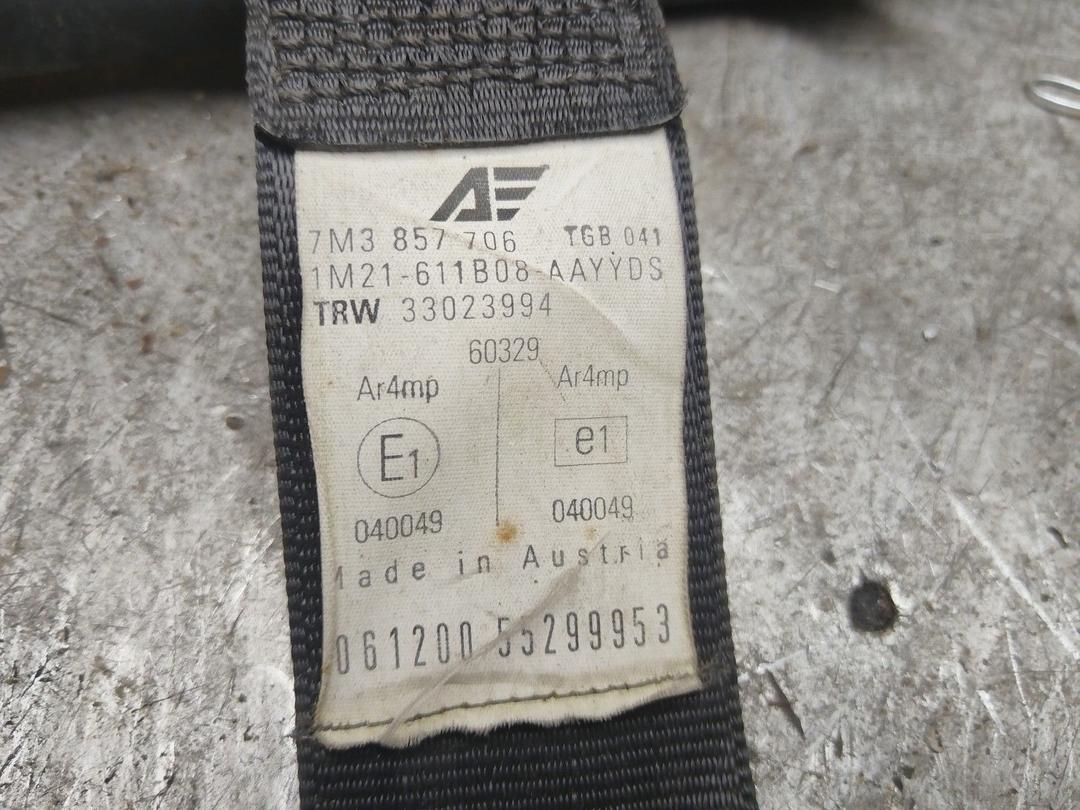 AE
7M3 857 706 TGB 041
1M21-611B08-AAYYDS
TRW 33023994
60329
Ar4mp Ar4mp
E1 e1
040049 040049
Made in Austria
061200 55299953